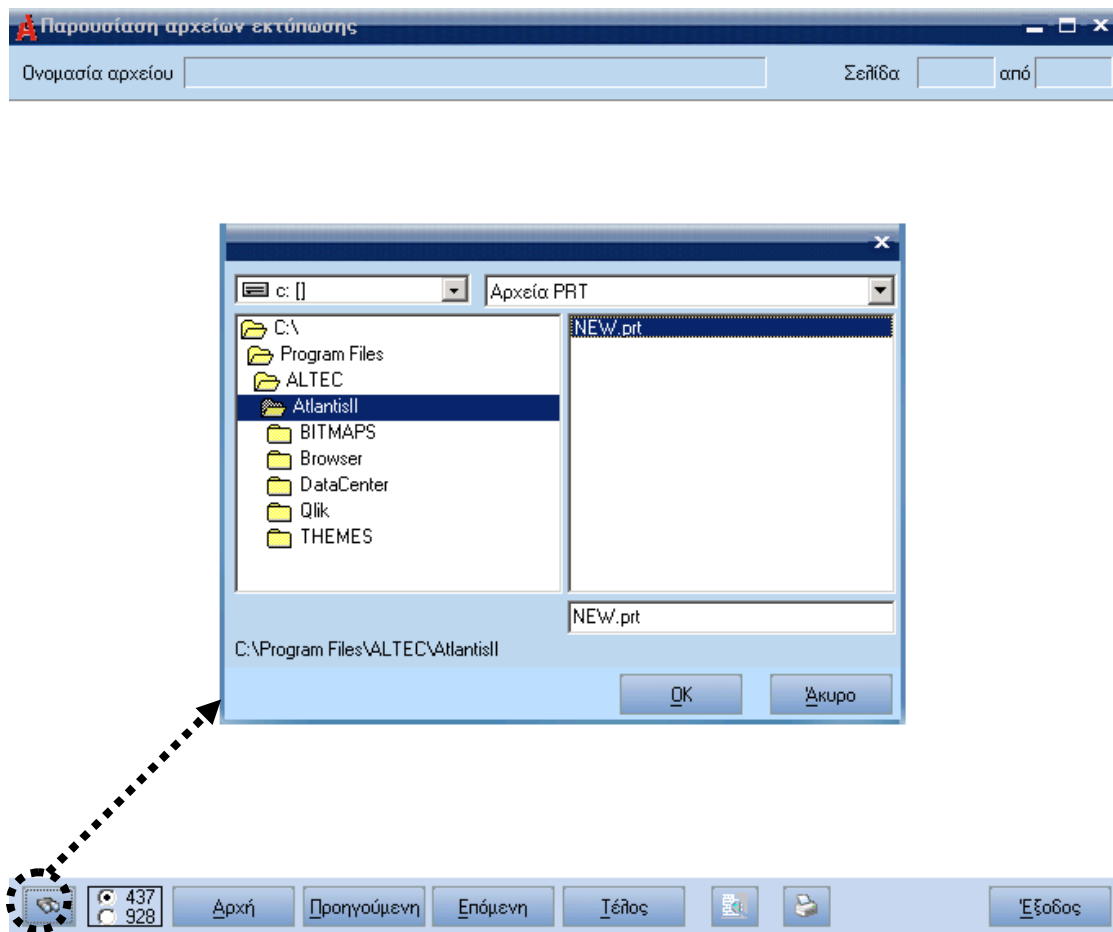 Παρουσίαση αρχείων εκτύπωσης
Ονομασία αρχείου Σελίδα από
c: [] Αρχεία PRT
C:\
Program Files
ALTEC
AtlantisII
BITMAPS
Browser
DataCenter
Qlik
THEMES
NEW.prt
NEW.prt
C:\Program Files\ALTEC\AtlantisII
OK Άκυρο
437
928
Αρχή Προηγούμενη Επόμενη Τέλος Έξοδος